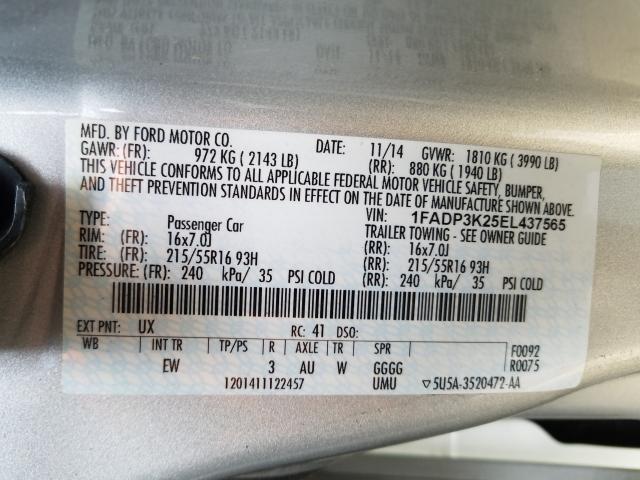 MFD. BY FORD MOTOR CO. DATE: 11/14 GVWR: 1810 KG ( 3990 LB)
GAWR: (FR): 972 KG ( 2143 LB) (RR): 880 KG ( 1940 LB)
THIS VEHICLE CONFORMS TO ALL APPLICABLE FEDERAL MOTOR VEHICLE SAFETY, BUMPER,
AND THEFT PREVENTION STANDARDS IN EFFECT ON THE DATE OF MANUFACTURE SHOWN ABOVE.
VIN: 1FADP3K25EL437565
TYPE: Passenger Car TRAILER TOWING - SEE OWNER GUIDE
RIM: (FR): 16x7.0J (RR): 16x7.0J
TIRE: (FR): 215/55R16 93H (RR): 215/55R16 93H
PRESSURE: (FR): 240 kPa/ 35 PSI COLD (RR): 240 kPa/ 35 PSI COLD
EXT PNT: UX RC: 41 DSO:
WB INT TR TP/PS R AXLE TR SPR F0092
EW 3 AU W GGGG R0075
1201411122457 UMU ▽5U5A-3520472-AA